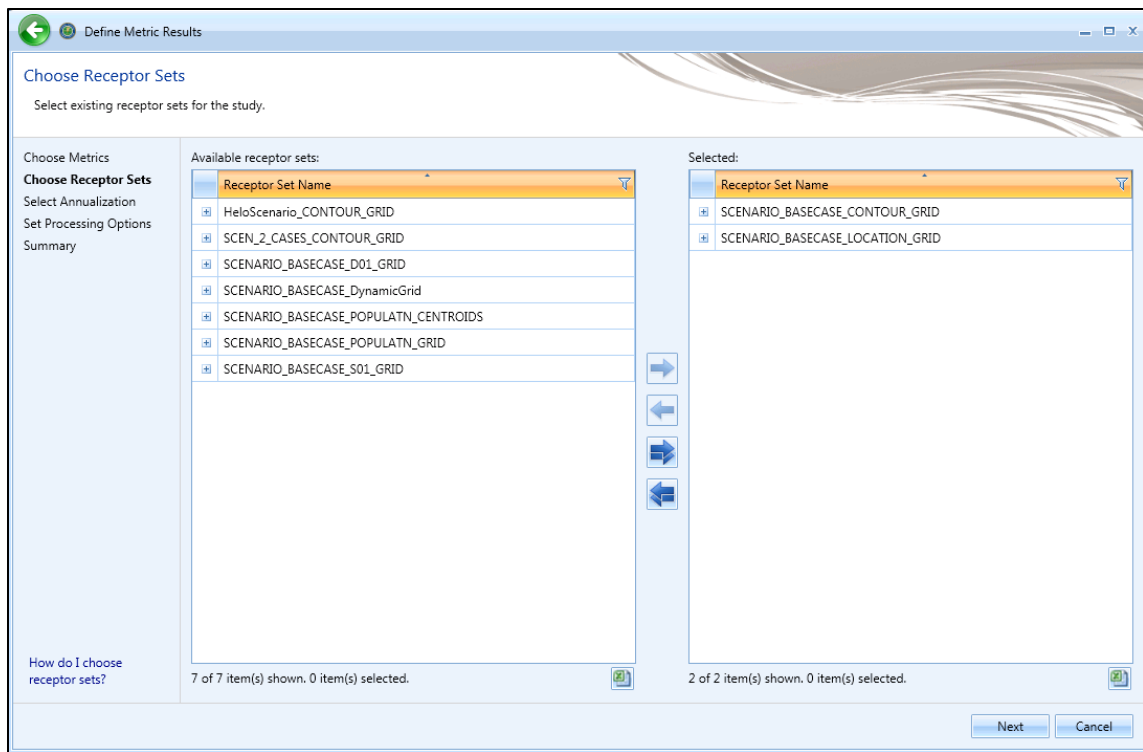 Define Metric Results
Choose Receptor Sets
Select existing receptor sets for the study.
Choose Metrics
Choose Receptor Sets
Select Annualization
Set Processing Options
Summary
How do I choose
receptor sets?
Available receptor sets:
Receptor Set Name
HeloScenario_CONTOUR_GRID
SCEN_2_CASES_CONTOUR_GRID
SCENARIO_BASECASE_D01_GRID
SCENARIO_BASECASE_DynamicGrid
SCENARIO_BASECASE_POPULATN_CENTROIDS
SCENARIO_BASECASE_POPULATN_GRID
SCENARIO_BASECASE_S01_GRID
7 of 7 item(s) shown. 0 item(s) selected.
Selected:
Receptor Set Name
SCENARIO_BASECASE_CONTOUR_GRID
SCENARIO_BASECASE_LOCATION_GRID
2 of 2 item(s) shown. 0 item(s) selected.
Next
Cancel